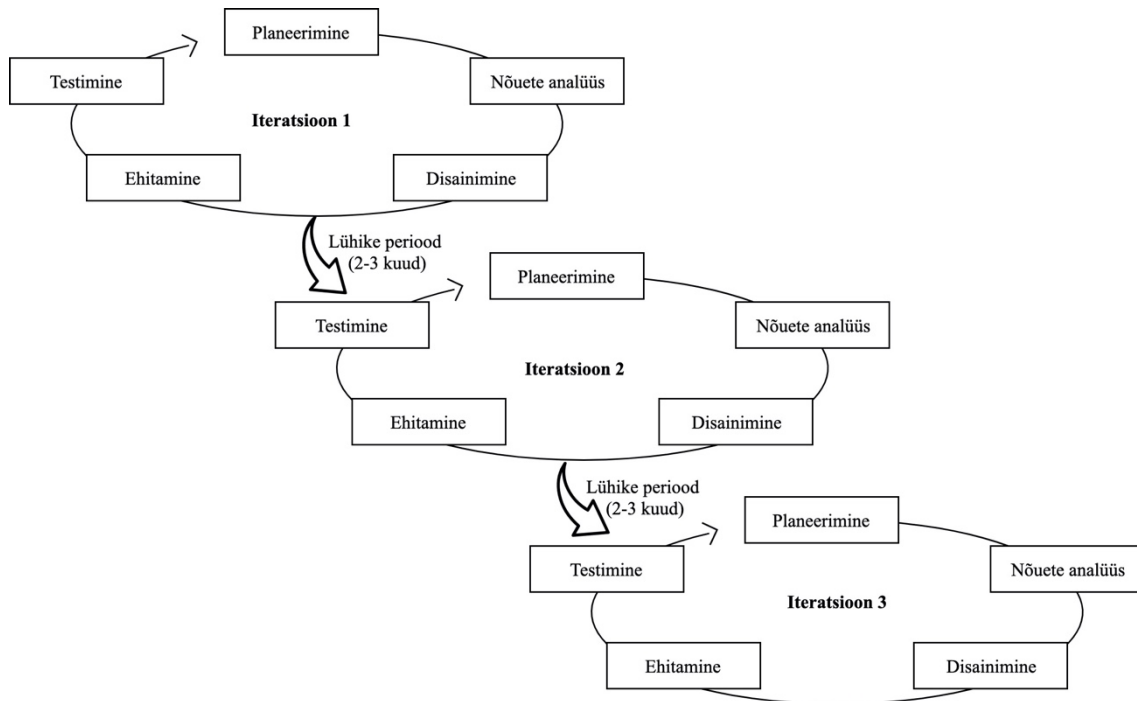 Planeerimine
Testimine
Nõuete analüüs
Iteratsioon 1
Ehitamine
Disainimine
Lühike periood
(2-3 kuud)
Planeerimine
Testimine
Nõuete analüüs
Iteratsioon 2
Ehitamine
Disainimine
Lühike periood
(2-3 kuud)
Planeerimine
Testimine
Nõuete analüüs
Iteratsioon 3
Ehitamine
Disainimine